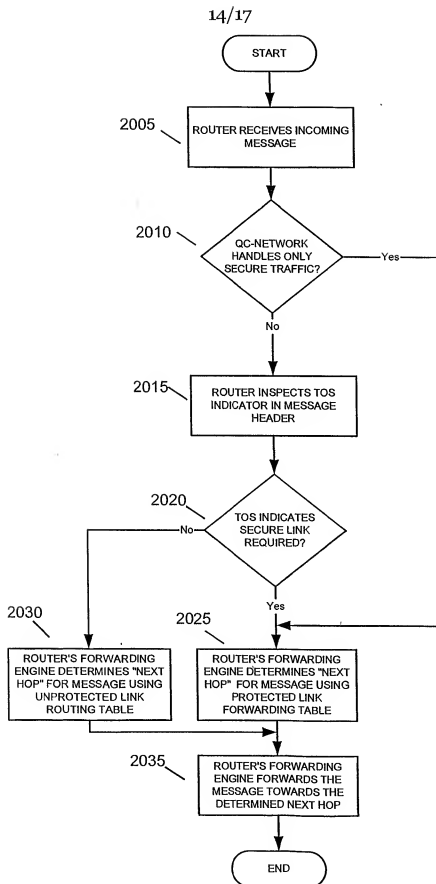 14/17
START
2005
ROUTER RECEIVES INCOMING
MESSAGE
2010
QC-NETWORK
HANDLES ONLY
SECURE TRAFFIC?
Yes
No
2015
ROUTER INSPECTS TOS
INDICATOR IN MESSAGE
HEADER
2020
TOS INDICATES
SECURE LINK
REQUIRED?
No
Yes
2030
ROUTER'S FORWARDING
ENGINE DETERMINES "NEXT
HOP" FOR MESSAGE USING
UNPROTECTED LINK
ROUTING TABLE
2025
ROUTER'S FORWARDING
ENGINE DETERMINES "NEXT
HOP" FOR MESSAGE USING
PROTECTED LINK
FORWARDING TABLE
2035
ROUTER'S FORWARDING
ENGINE FORWARDS THE
MESSAGE TOWARDS THE
DETERMINED NEXT HOP
END